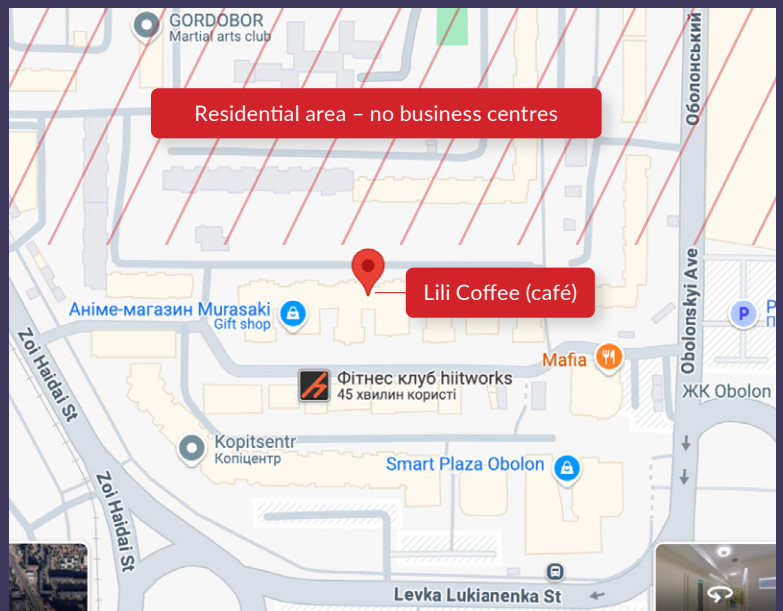 GORDOBOR
Martial arts club
Оболонський
Residential area – no business centres
Lili Coffee (café)
Аніме-магазин Murasaki
Gift shop
Obolonskyi Ave
P
Zoi Haidai St
Mafia
Фітнес клуб hiitworks
45 хвилин користі
ЖК Obolon
Kopitsentr
Копіцентр
Smart Plaza Obolon
Zoi Haidai St
Levka Lukianenka St